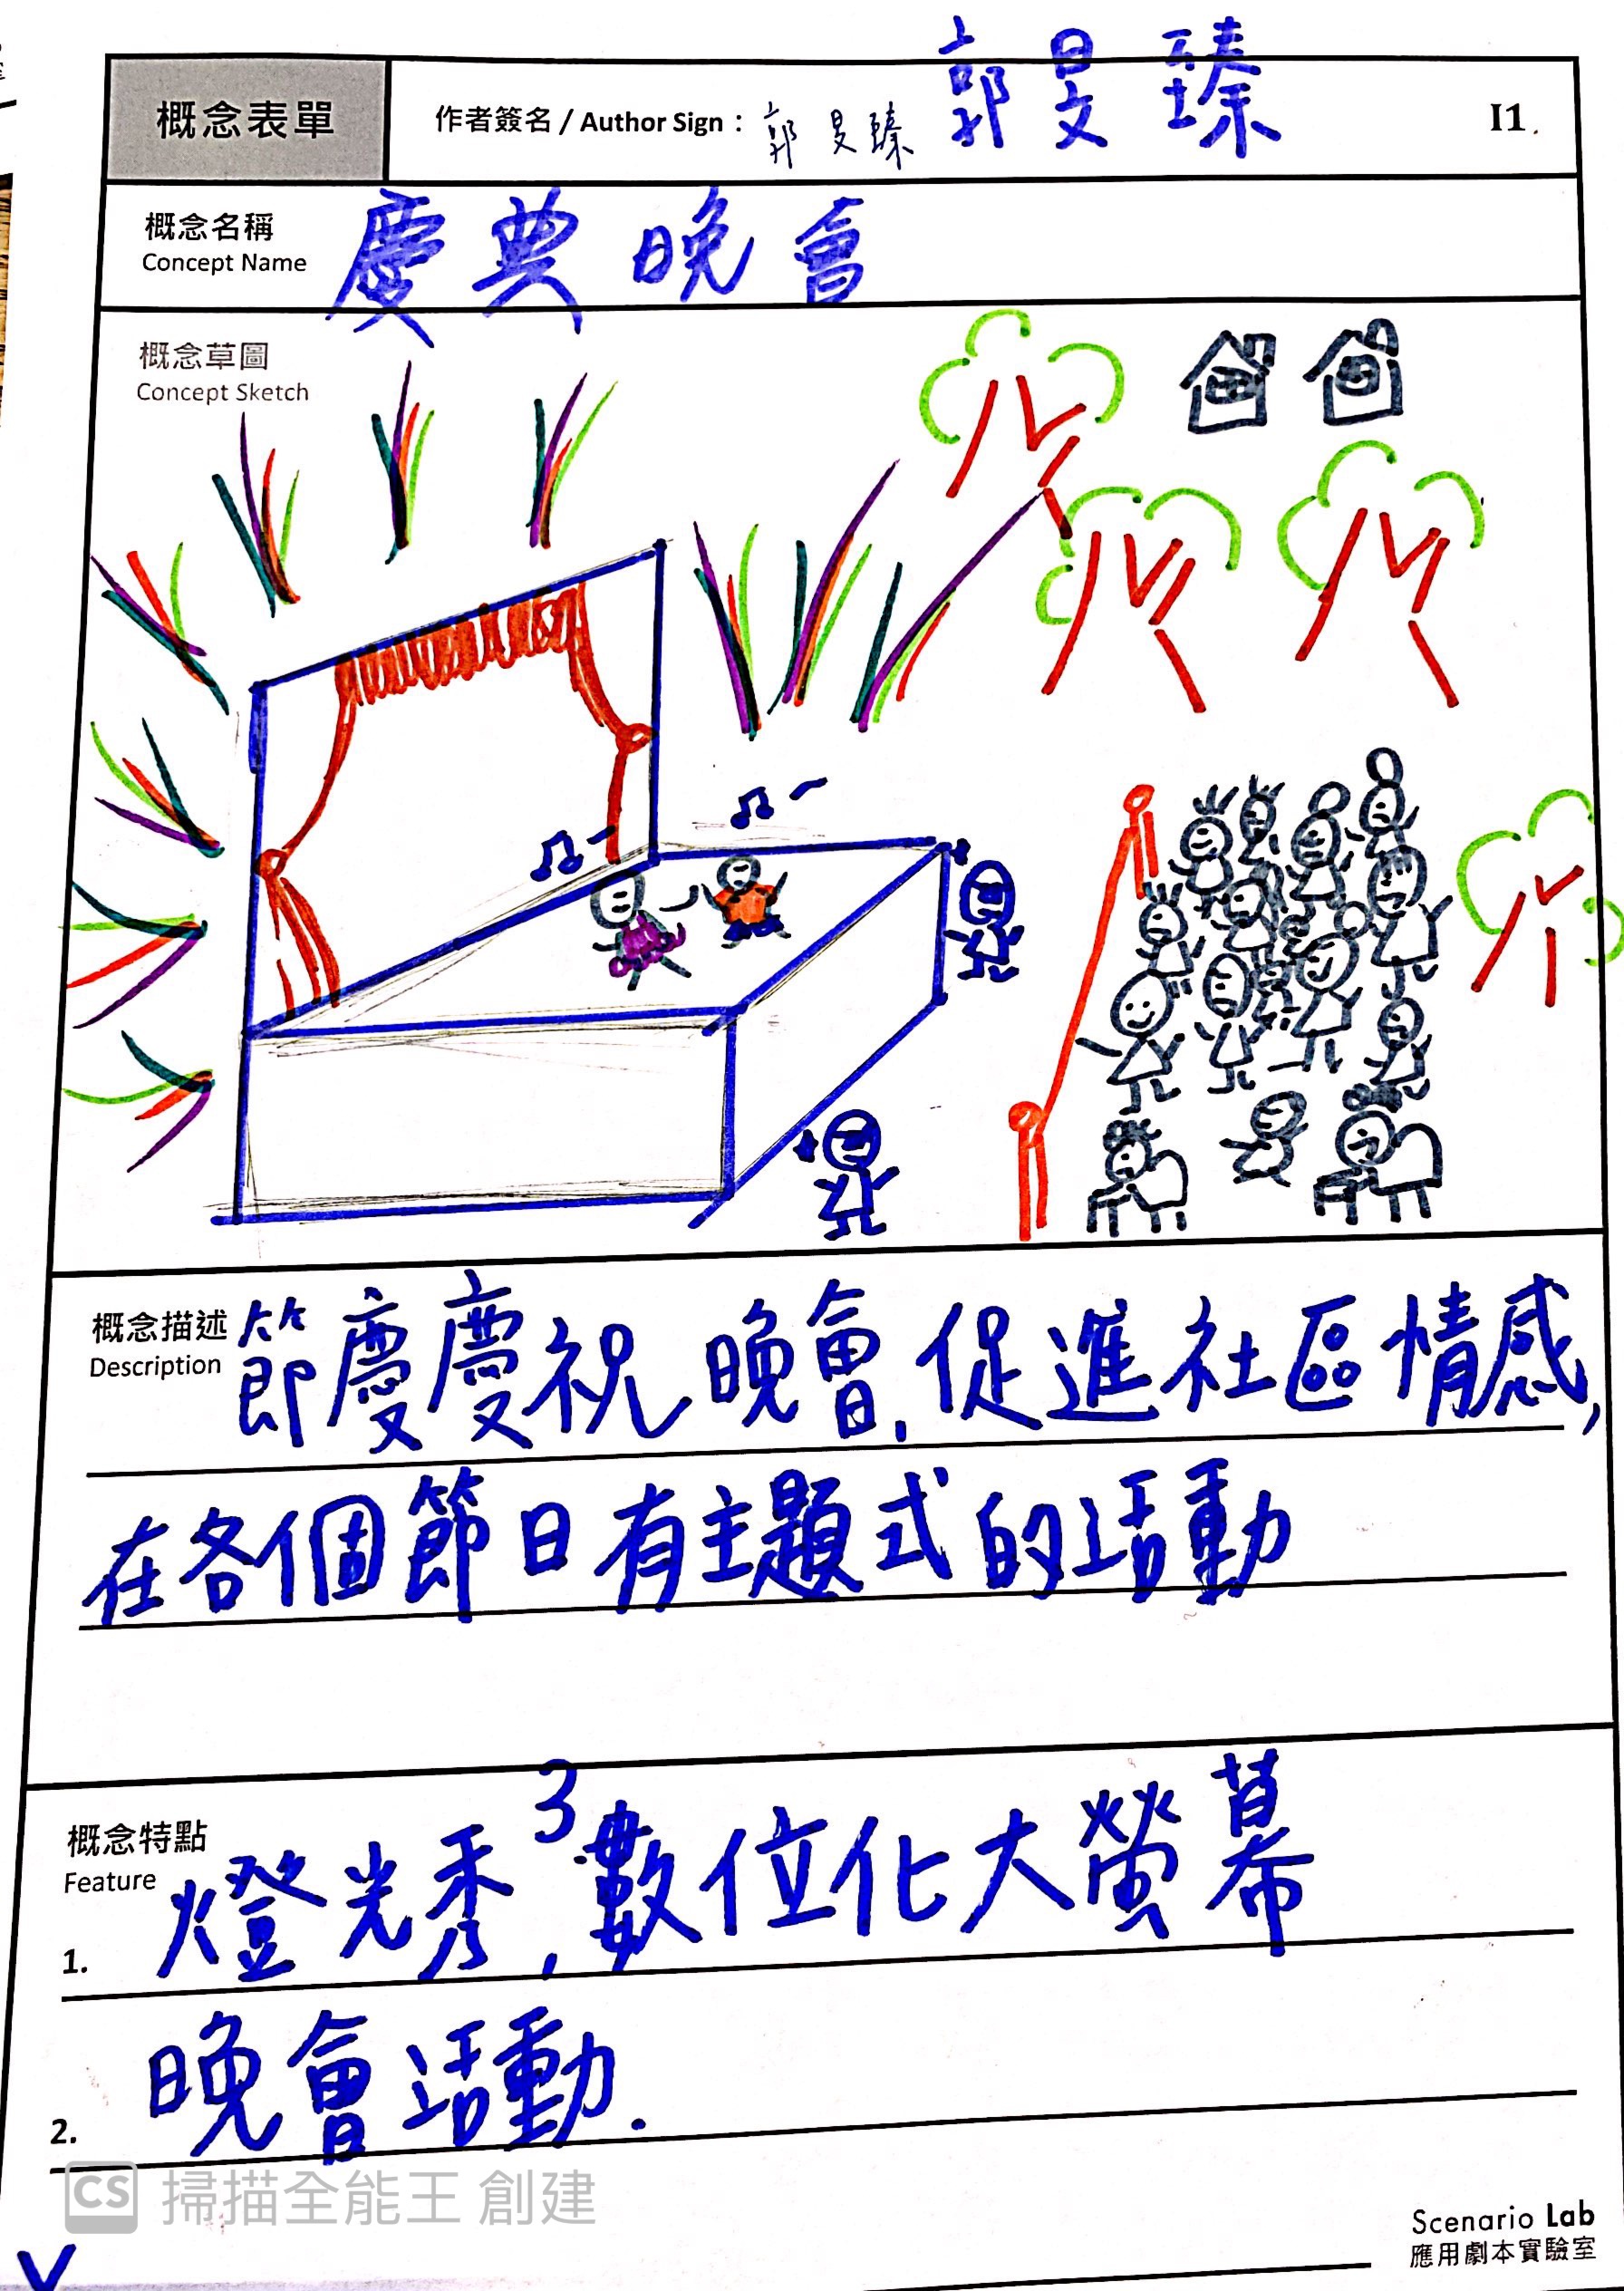 概念表單
作者簽名 / Author Sign：郭旻臻 郭旻臻
I1.
概念名稱 慶典晚會
Concept Name
概念草圖
Concept Sketch
概念描述 節慶慶祝晚會,促進社區情感,
Description
在各個節日有主題式的活動
概念特點
Feature
3
1. 燈光秀,數位化大螢幕
2. 晚會活動.
CS 掃描全能王 創建
Scenario Lab
應用劇本實驗室